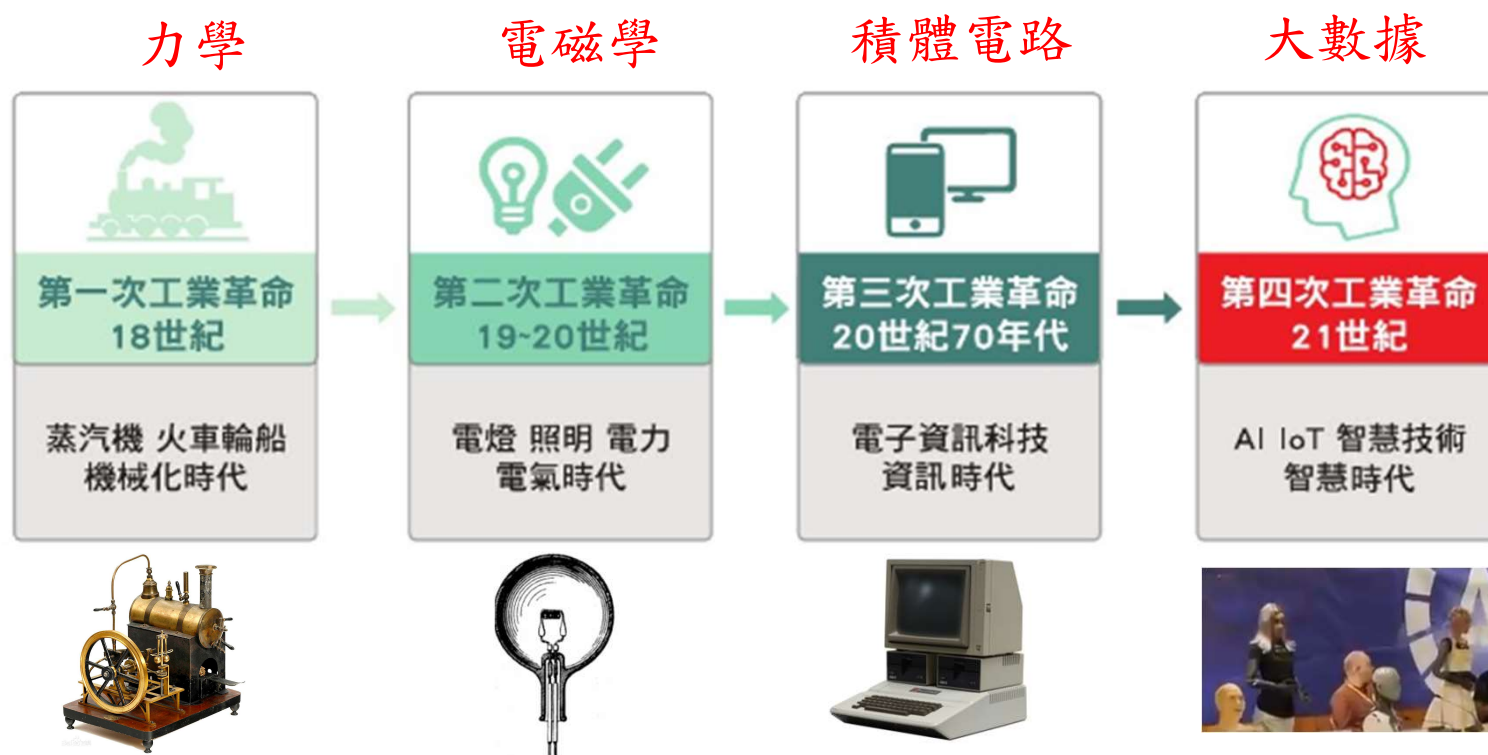 力學
電磁學
積體電路
大數據
第一次工業革命
18世紀
第二次工業革命
19~20世紀
第三次工業革命
20世紀70年代
第四次工業革命
21世紀
蒸汽機 火車輪船
機械化時代
電燈 照明 電力
電氣時代
電子資訊科技
資訊時代
AI IoT 智慧技術
智慧時代